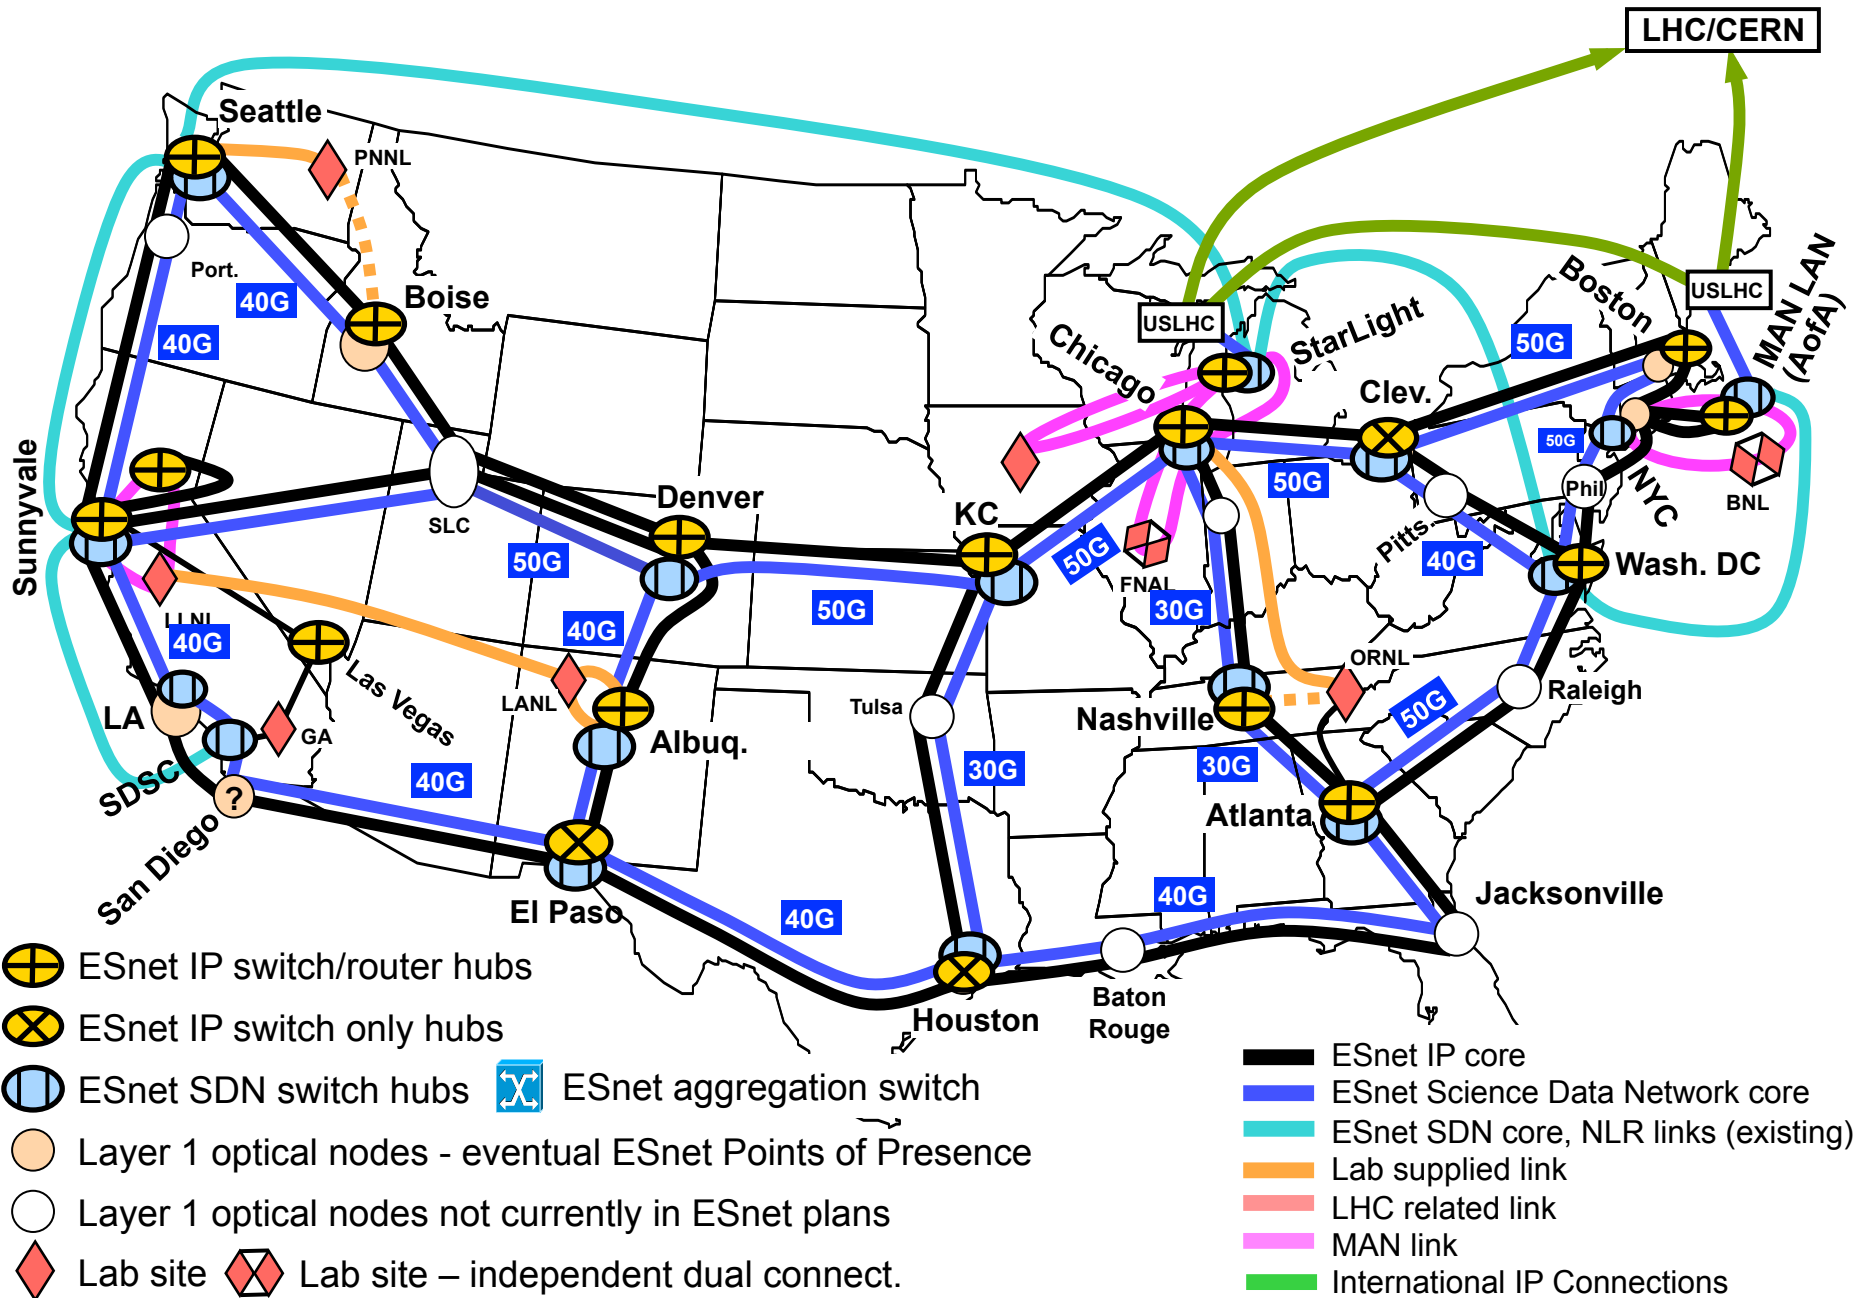 LHC/CERN
Seattle
PNNL
Port.
40G
Boise
40G
USLHC
USLHC
MAN LAN
(AofA)
Boston
StarLight
Chicago
50G
Clev.
Sunnyvale
SLC
Denver
KC
50G
50G
Phil
NYC
BNL
Pitts.
50G
50G
FNAL
40G
Wash. DC
LLNL
40G
40G
50G
30G
ORNL
Las Vegas
LANL
Tulsa
Nashville
50G
Raleigh
LA
GA
Albuq.
SDSC
40G
30G
30G
?
Atlanta
San Diego
El Paso
40G
40G
Jacksonville
Houston
Baton
Rouge
ESnet IP switch/router hubs
ESnet IP switch only hubs
ESnet SDN switch hubs
ESnet aggregation switch
Layer 1 optical nodes - eventual ESnet Points of Presence
Layer 1 optical nodes not currently in ESnet plans
Lab site
Lab site – independent dual connect.
ESnet IP core
ESnet Science Data Network core
ESnet SDN core, NLR links (existing)
Lab supplied link
LHC related link
MAN link
International IP Connections